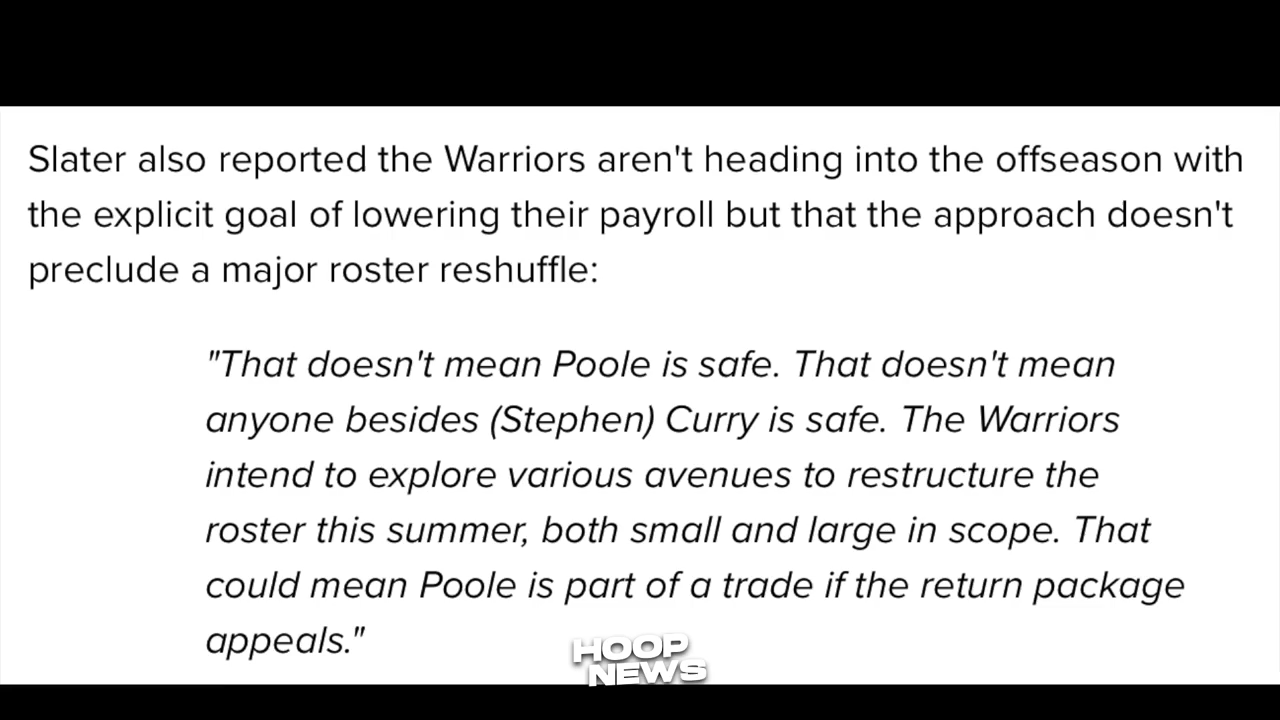 Slater also reported the Warriors aren't heading into the offseason with
the explicit goal of lowering their payroll but that the approach doesn't
preclude a major roster reshuffle:
"That doesn't mean Poole is safe. That doesn't mean
anyone besides (Stephen) Curry is safe. The Warriors
intend to explore various avenues to restructure the
roster this summer, both small and large in scope. That
could mean Poole is part of a trade if the return package
appeals."
HOOP
NEWS